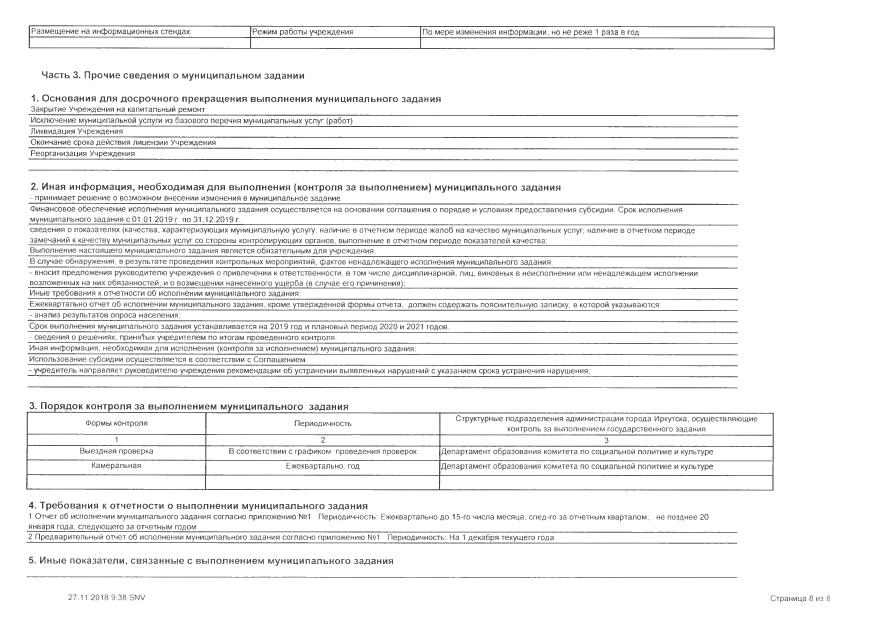 Размещение на информационных стендах Режим работы учреждения По мере изменения информации, но не реже 1 раза в год
Часть 3. Прочие сведения о муниципальном задании
1. Основания для досрочного прекращения выполнения муниципального задания
Закрытие Учреждения на капитальный ремонт
Исключение муниципальной услуги из базового перечня муниципальных услуг (работ)
Ликвидация Учреждения
Окончание срока действия лицензии Учреждения
Реорганизация Учреждения
2. Иная информация, необходимая для выполнения (контроля за выполнением) муниципального задания
- принимает решение о возможном внесении изменения в муниципальное задание
Финансовое обеспечение исполнения муниципального задания осуществляется на основании соглашения о порядке и условиях предоставления субсидии. Срок исполнения
муниципального задания с 01.01.2019 г. по 31.12.2019 г.
сведения о показателях (качества, характеризующих муниципальную услугу: наличие в отчетном периоде жалоб на качество муниципальных услуг; наличие в отчетном периоде
замечаний к качеству муниципальных услуг со стороны контролирующих органов, выполнение в отчетном периоде показателей качества;
Выполнение настоящего муниципального задания является обязательным для учреждения.
В случае обнаружения, в результате проведения контрольных мероприятий, фактов ненадлежащего исполнения муниципального задания.
- вносит предложения руководителю учреждения о привлечении к ответственности, в том числе дисциплинарной, лиц, виновных в неисполнении или ненадлежащем исполнении
возложенных на них обязанностей, и о возмещении нанесенного ущерба (в случае его причинения);
Иные требования к отчетности об исполнении муниципального задания:
Ежеквартально отчет об исполнении муниципального задания, кроме утвержденной формы отчета, должен содержать пояснительную записку, в которой указываются:
- анализ результатов опроса населения;
Срок выполнения муниципального задания устанавливается на 2019 год и плановый период 2020 и 2021 годов.
- сведения о решениях, принятых учредителем по итогам проведенного контроля.
Иная информация, необходимая для исполнения (контроля за исполнением) муниципального задания:
Использование субсидии осуществляется в соответствии с Соглашением
- учредитель направляет руководителю учреждения рекомендации об устранении выявленных нарушений с указанием срока устранения нарушения;
3. Порядок контроля за выполнением муниципального задания
Формы контроля Периодичность Структурные подразделения администрации города Иркутска, осуществляющие
контроль за выполнением государственного задания
1 2 3
Выездная проверка В соответствии с графиком проведения проверок Департамент образования комитета по социальной политике и культуре
Камеральная Ежеквартально, год Департамент образования комитета по социальной политике и культуре
4. Требования к отчетности о выполнении муниципального задания
1 Отчет об исполнении муниципального задания согласно приложению №1 Периодичность: Ежеквартально до 15-го числа месяца, след-го за отчетным кварталом; не позднее 20
января года, следующего за отчетным годом
2 Предварительный отчет об исполнении муниципального задания согласно приложению №1 Периодичность: На 1 декабря текущего года
5. Иные показатели, связанные с выполнением муниципального задания
27.11.2018 9:38 SNV Страница 8 из 8